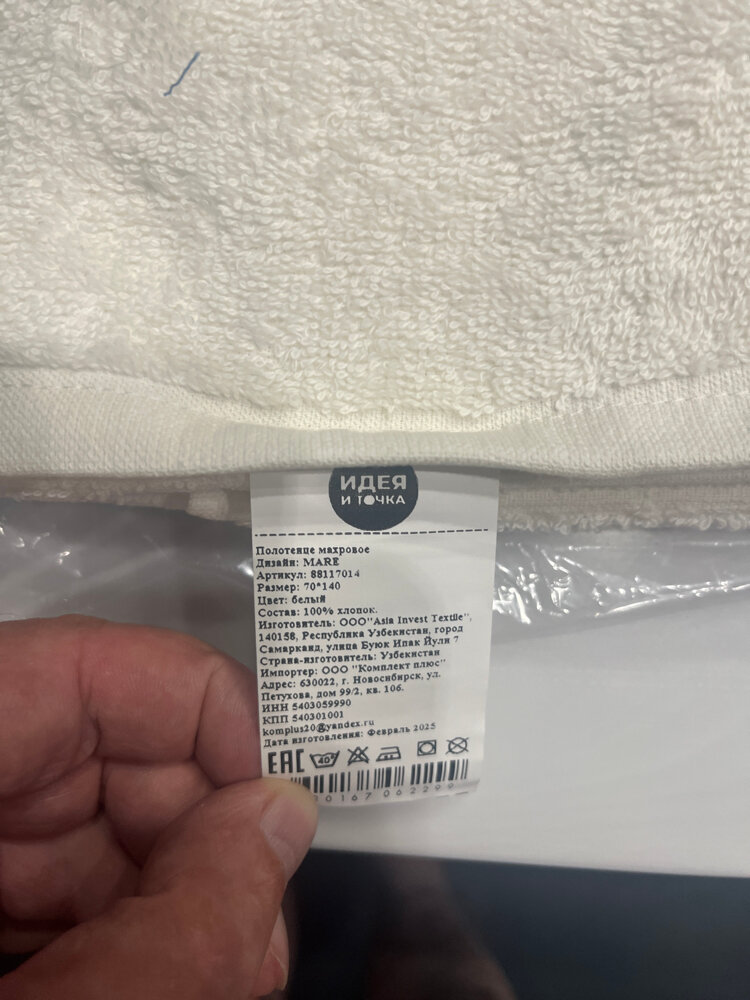 ИДЕЯ
И ТОЧКА
Полотенце махровое
Дизайн: MARE
Артикул: 88117014
Размер: 70*140
Цвет: белый
Состав: 100% хлопок.
Изготовитель: ООО"Asia Invest Textile",
140158, Республика Узбекистан, город
Самарканд, улица Буюк Ипак Йули 7
Страна-изготовитель: Узбекистан
Импортер: ООО "Комплект плюс"
Адрес: 630022, г. Новосибирск, ул.
Петухова, дом 99/2, кв. 106.
ИНН 5403059990
КПП 540301001
komplus20@yandex.ru
Дата изготовления: Февраль 2025
EAC 40°
0167 062299